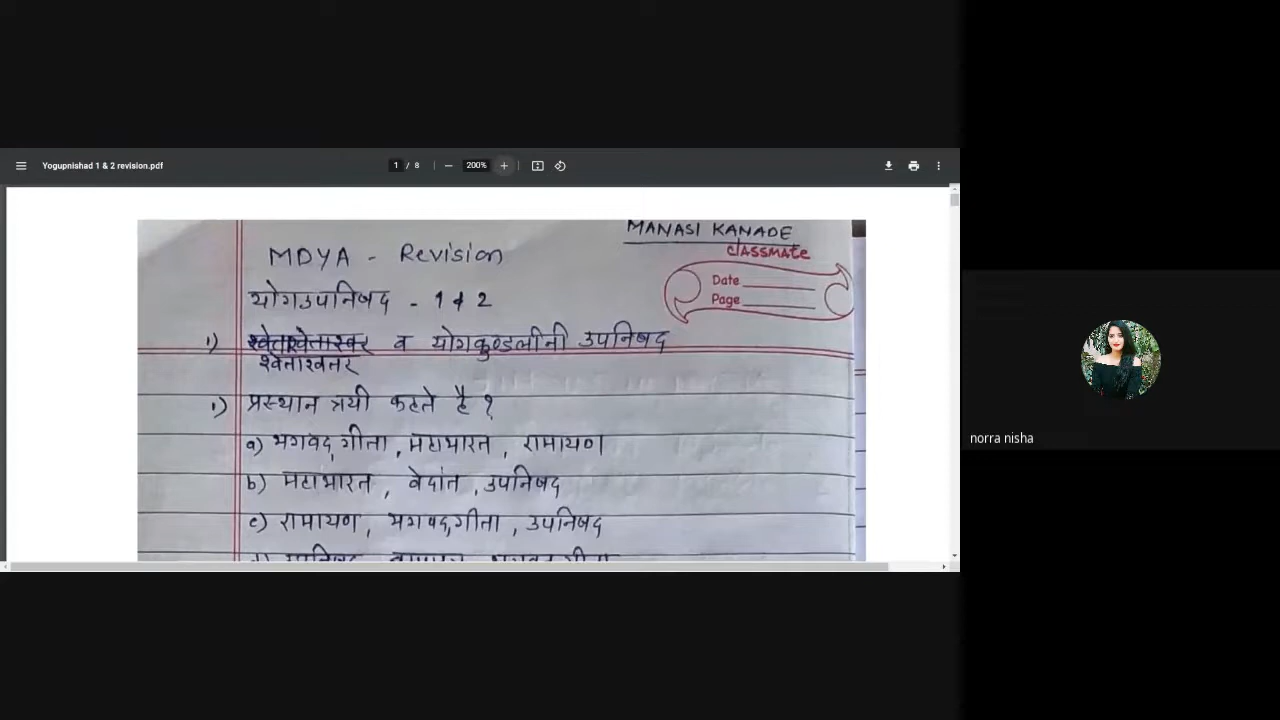 Yogupnishad 1 & 2 revision.pdf
1 / 8
200%
MANASI KANADE
classmate
Date
Page
MDYA - Revision
योगउपनिषद - 1 व 2
1) श्वेताश्वतर व योगकुण्डलीनी उपनिषद
1) प्रस्थान त्रयी कहते है ?
a) भगवद्गीता, महाभारत, रामायण
b) महाभारत, वेदांत, उपनिषद
c) रामायण, भगवद्गीता, उपनिषद
norra nisha